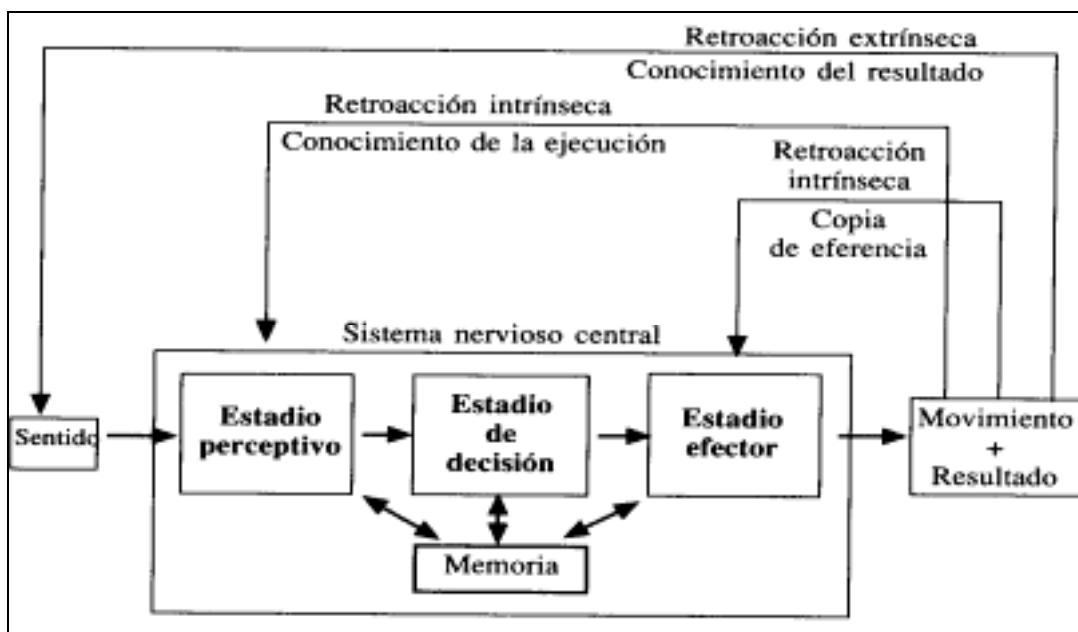 Retroacción extrínseca
Conocimiento del resultado
Retroacción intrínseca
Conocimiento de la ejecución
Retroacción
intrínseca
Copia
de eferencia
Sistema nervioso central
Sentido
Estadio
perceptivo
Estadio
de
decisión
Estadio
efector
Movimiento
+
Resultado
Memoria